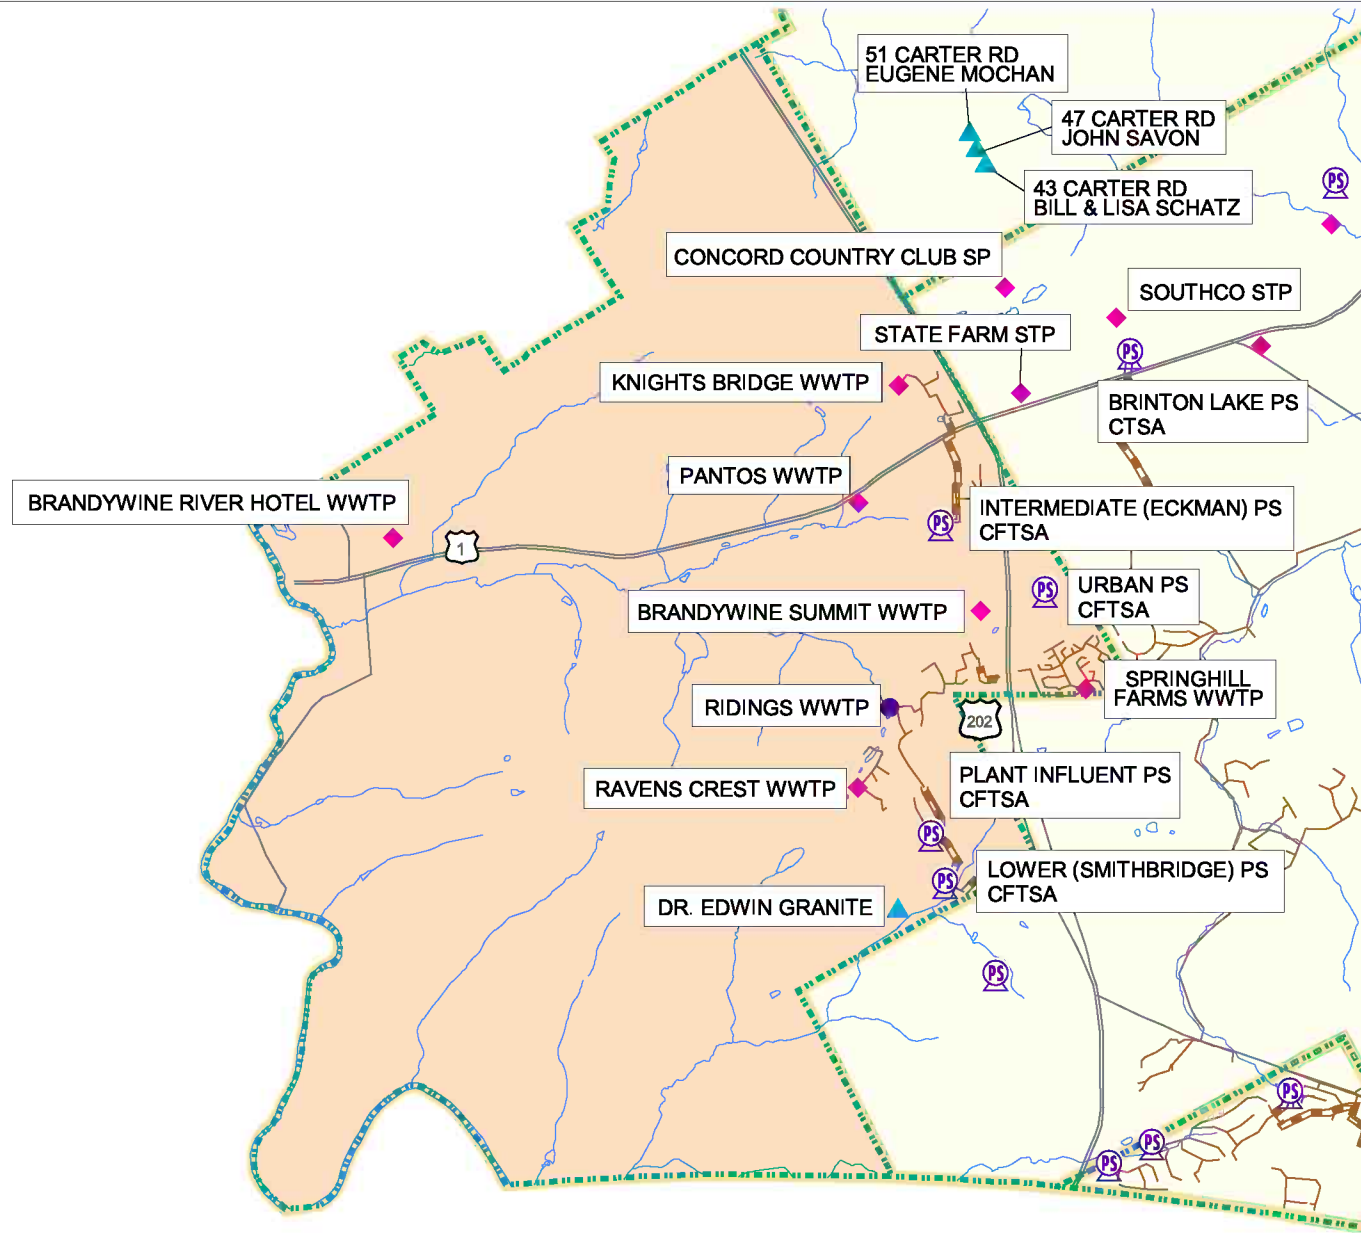 51 CARTER RD
EUGENE MOCHAN
47 CARTER RD
JOHN SAVON
43 CARTER RD
BILL & LISA SCHATZ
PS
CONCORD COUNTRY CLUB SP
SOUTHCO STP
STATE FARM STP
PS
KNIGHTS BRIDGE WWTP
BRINTON LAKE PS
CTSA
PANTOS WWTP
BRANDYWINE RIVER HOTEL WWTP
INTERMEDIATE (ECKMAN) PS
CFTSA
PS
1
URBAN PS
CFTSA
PS
BRANDYWINE SUMMIT WWTP
SPRINGHILL
FARMS WWTP
RIDINGS WWTP
202
PLANT INFLUENT PS
CFTSA
RAVENS CREST WWTP
PS
LOWER (SMITHBRIDGE) PS
CFTSA
PS
DR. EDWIN GRANITE
PS
PS
PS
PS